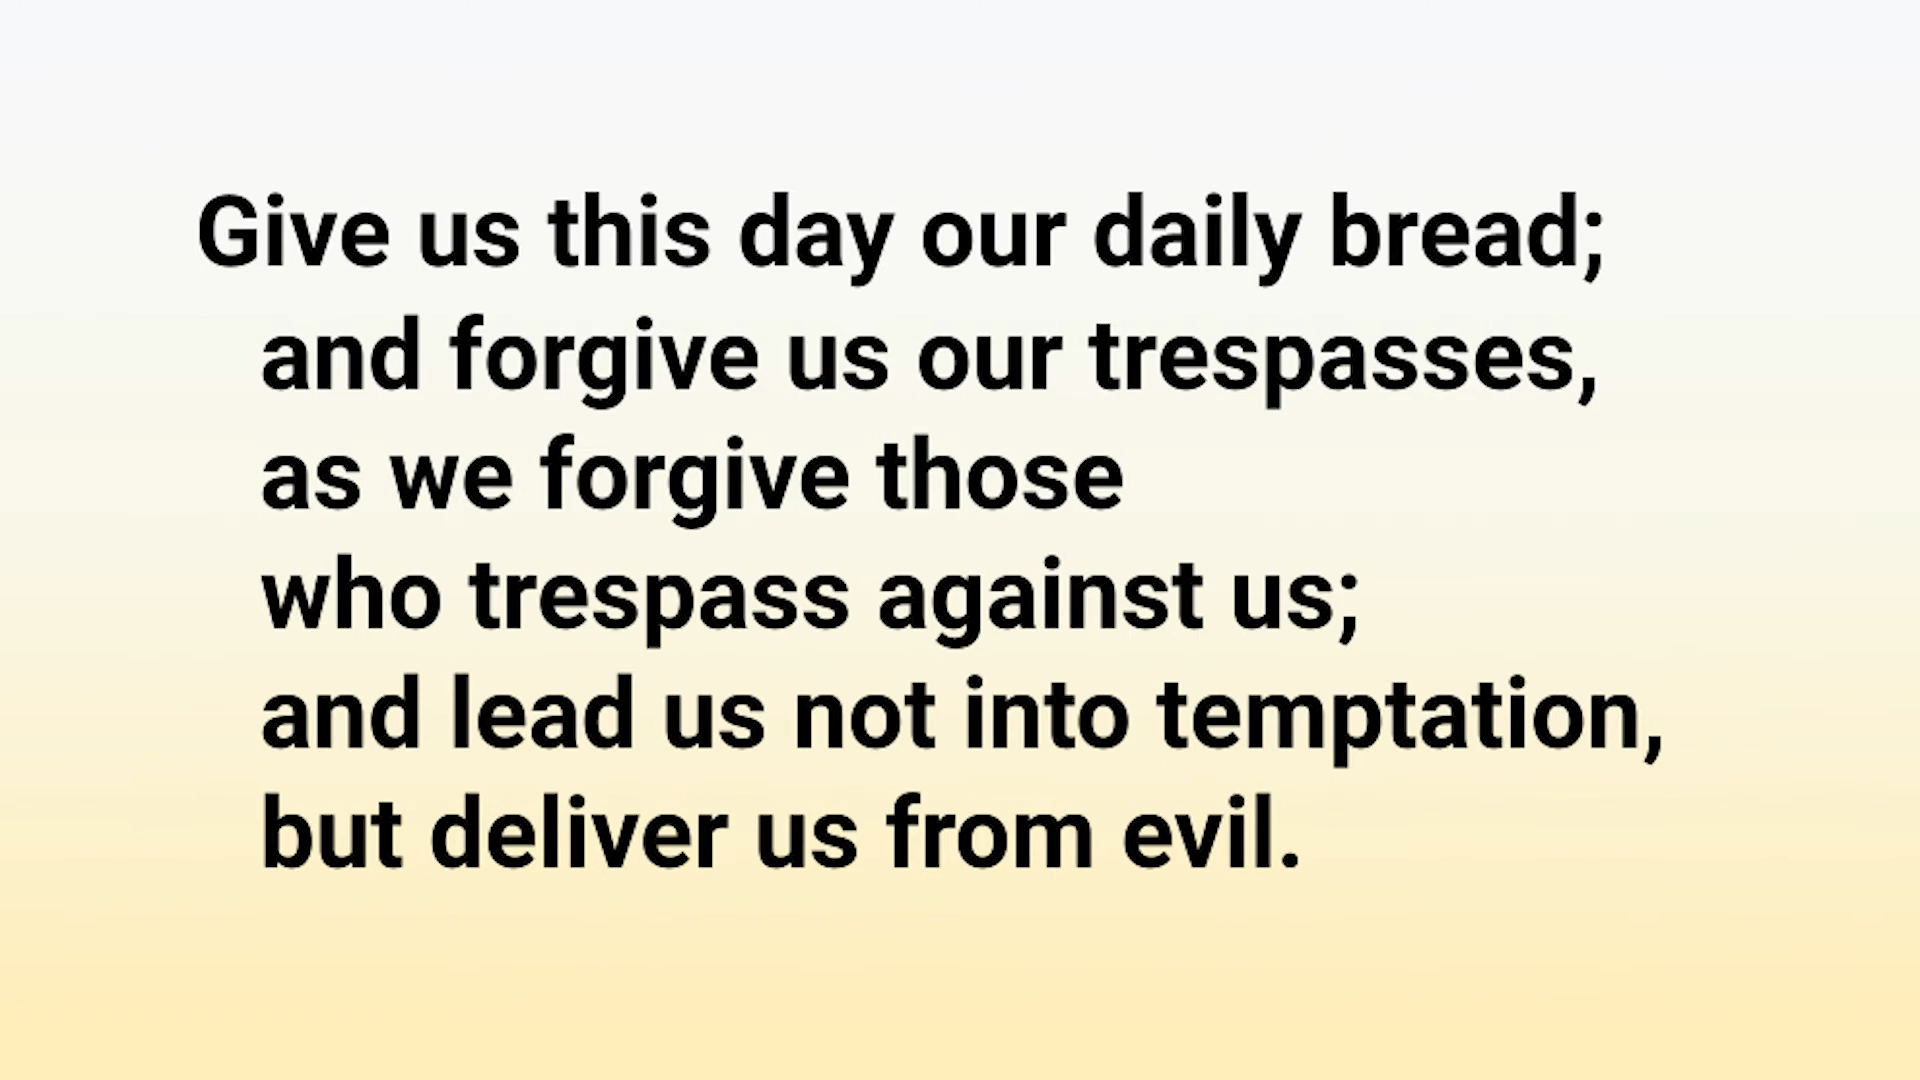 Give us this day our daily bread;
and forgive us our trespasses,
as we forgive those
who trespass against us;
and lead us not into temptation,
but deliver us from evil.